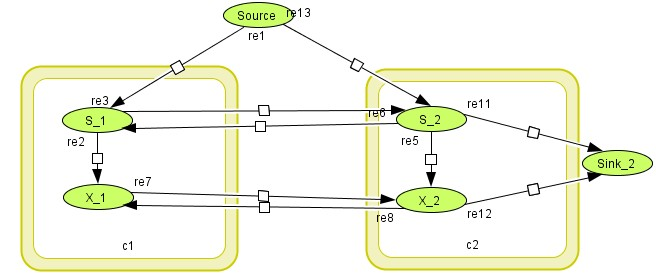 Source
re13
re1
re3
re6
re11
S_1
S_2
re2
re5
Sink_2
re7
X_1
X_2
re8
re12
c1
c2